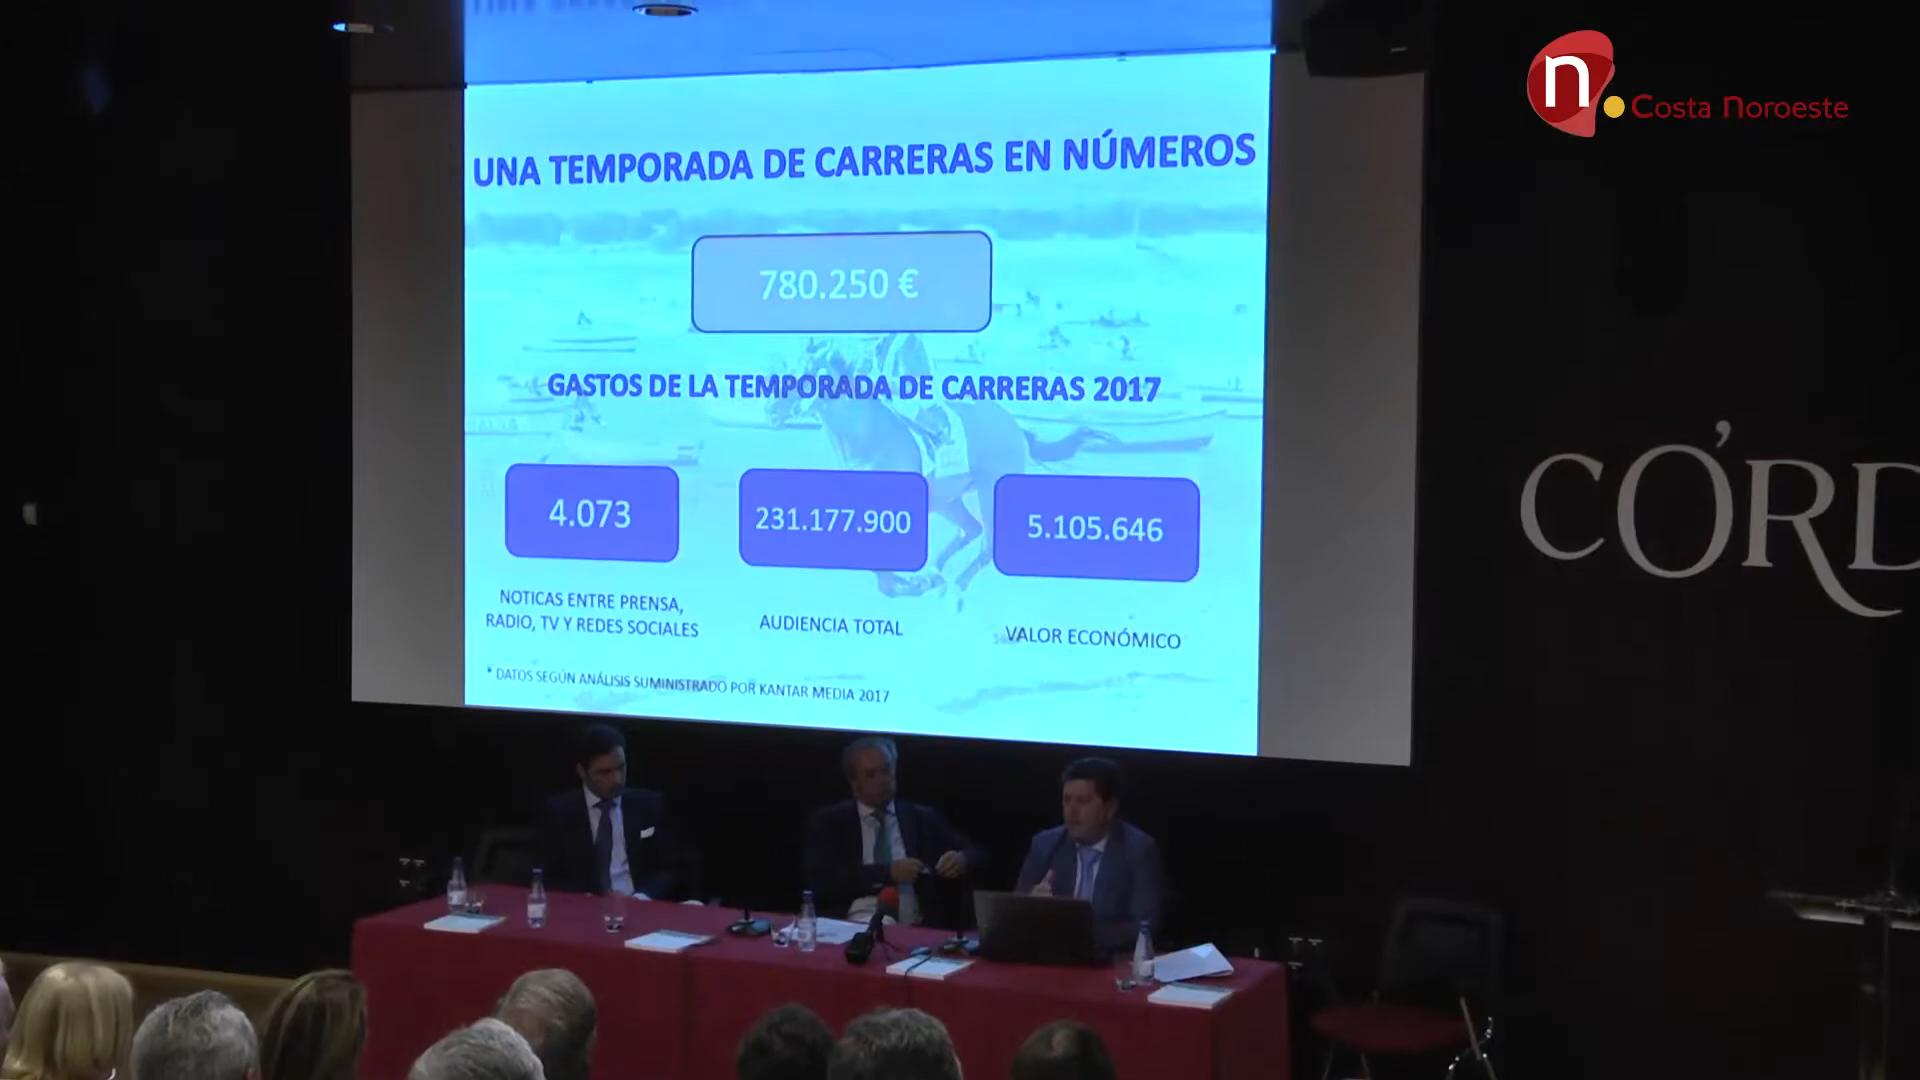 n. Costa Noroeste
UNA TEMPORADA DE CARRERAS EN NÚMEROS
780.250 €
GASTOS DE LA TEMPORADA DE CARRERAS 2017
4.073
231.177.900
5.105.646
NOTICAS ENTRE PRENSA,
RADIO, TV Y REDES SOCIALES
AUDIENCIA TOTAL
VALOR ECONÓMICO
* DATOS SEGÚN ANÁLISIS SUMINISTRADO POR KANTAR MEDIA 2017
CÓRD